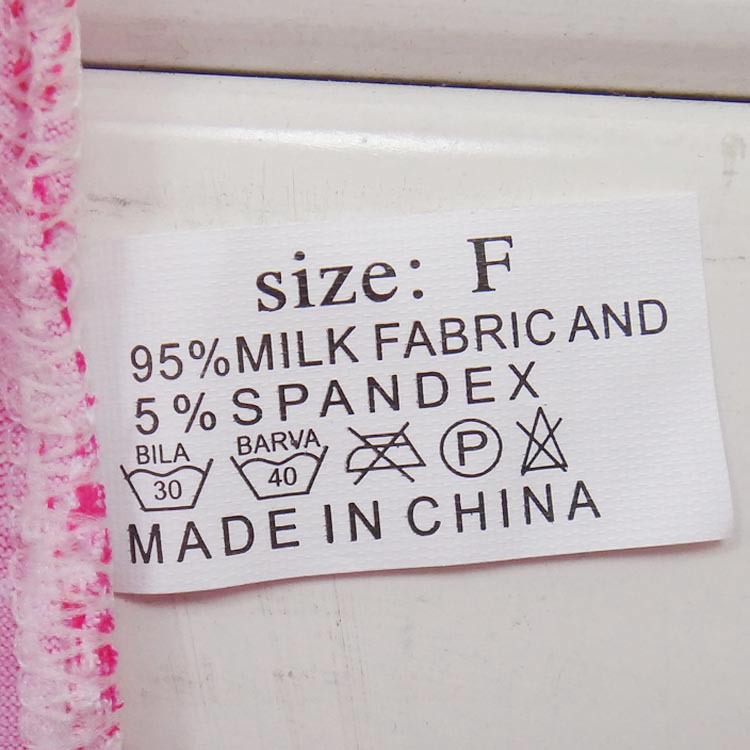 size: F
95%MILK FABRIC AND
5% SPANDEX
BILA BARVA
30 40 P
MADE IN CHINA